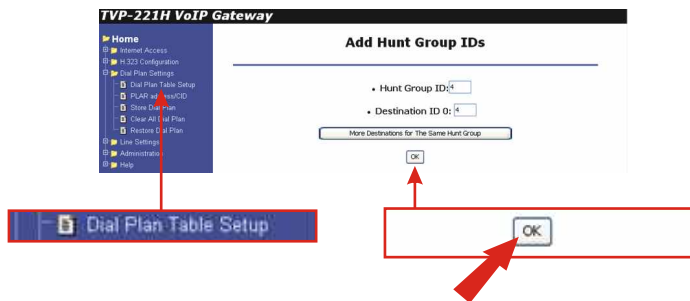 TVP-221H VoIP Gateway
Home
Internet Access
H.323 Configuration
Dial Plan Settings
Dial Plan Table Setup
PLAR address/CID
Store Dial Plan
Clear All Dial Plan
Restore Dial Plan
Line Settings
Administration
Help
Add Hunt Group IDs
• Hunt Group ID: 4
• Destination ID 0: 4
More Destinations for The Same Hunt Group
OK
Dial Plan Table Setup
OK